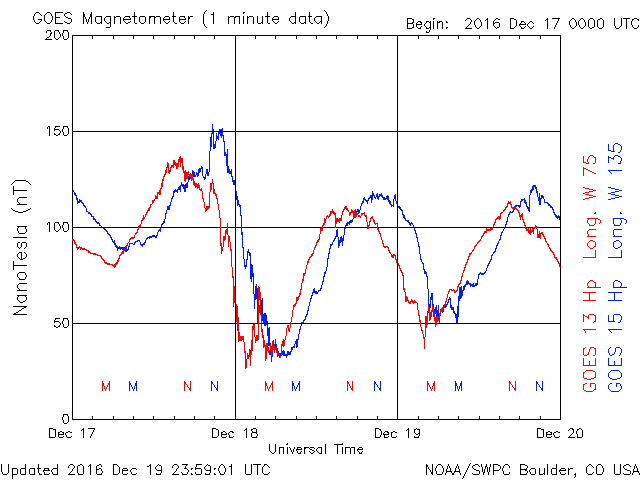 GOES Magnetometer (1 minute data)
Begin: 2016 Dec 17 0000 UTC
200
150
100
50
0
NanoTesla (nT)
M M N N M M N N M M N N
Dec 17 Dec 18 Dec 19 Dec 20
Universal Time
GOES 13 Hp Long. W 75
GOES 15 Hp Long. W 135
Updated 2016 Dec 19 23:59:01 UTC
NOAA/SWPC Boulder, CO USA